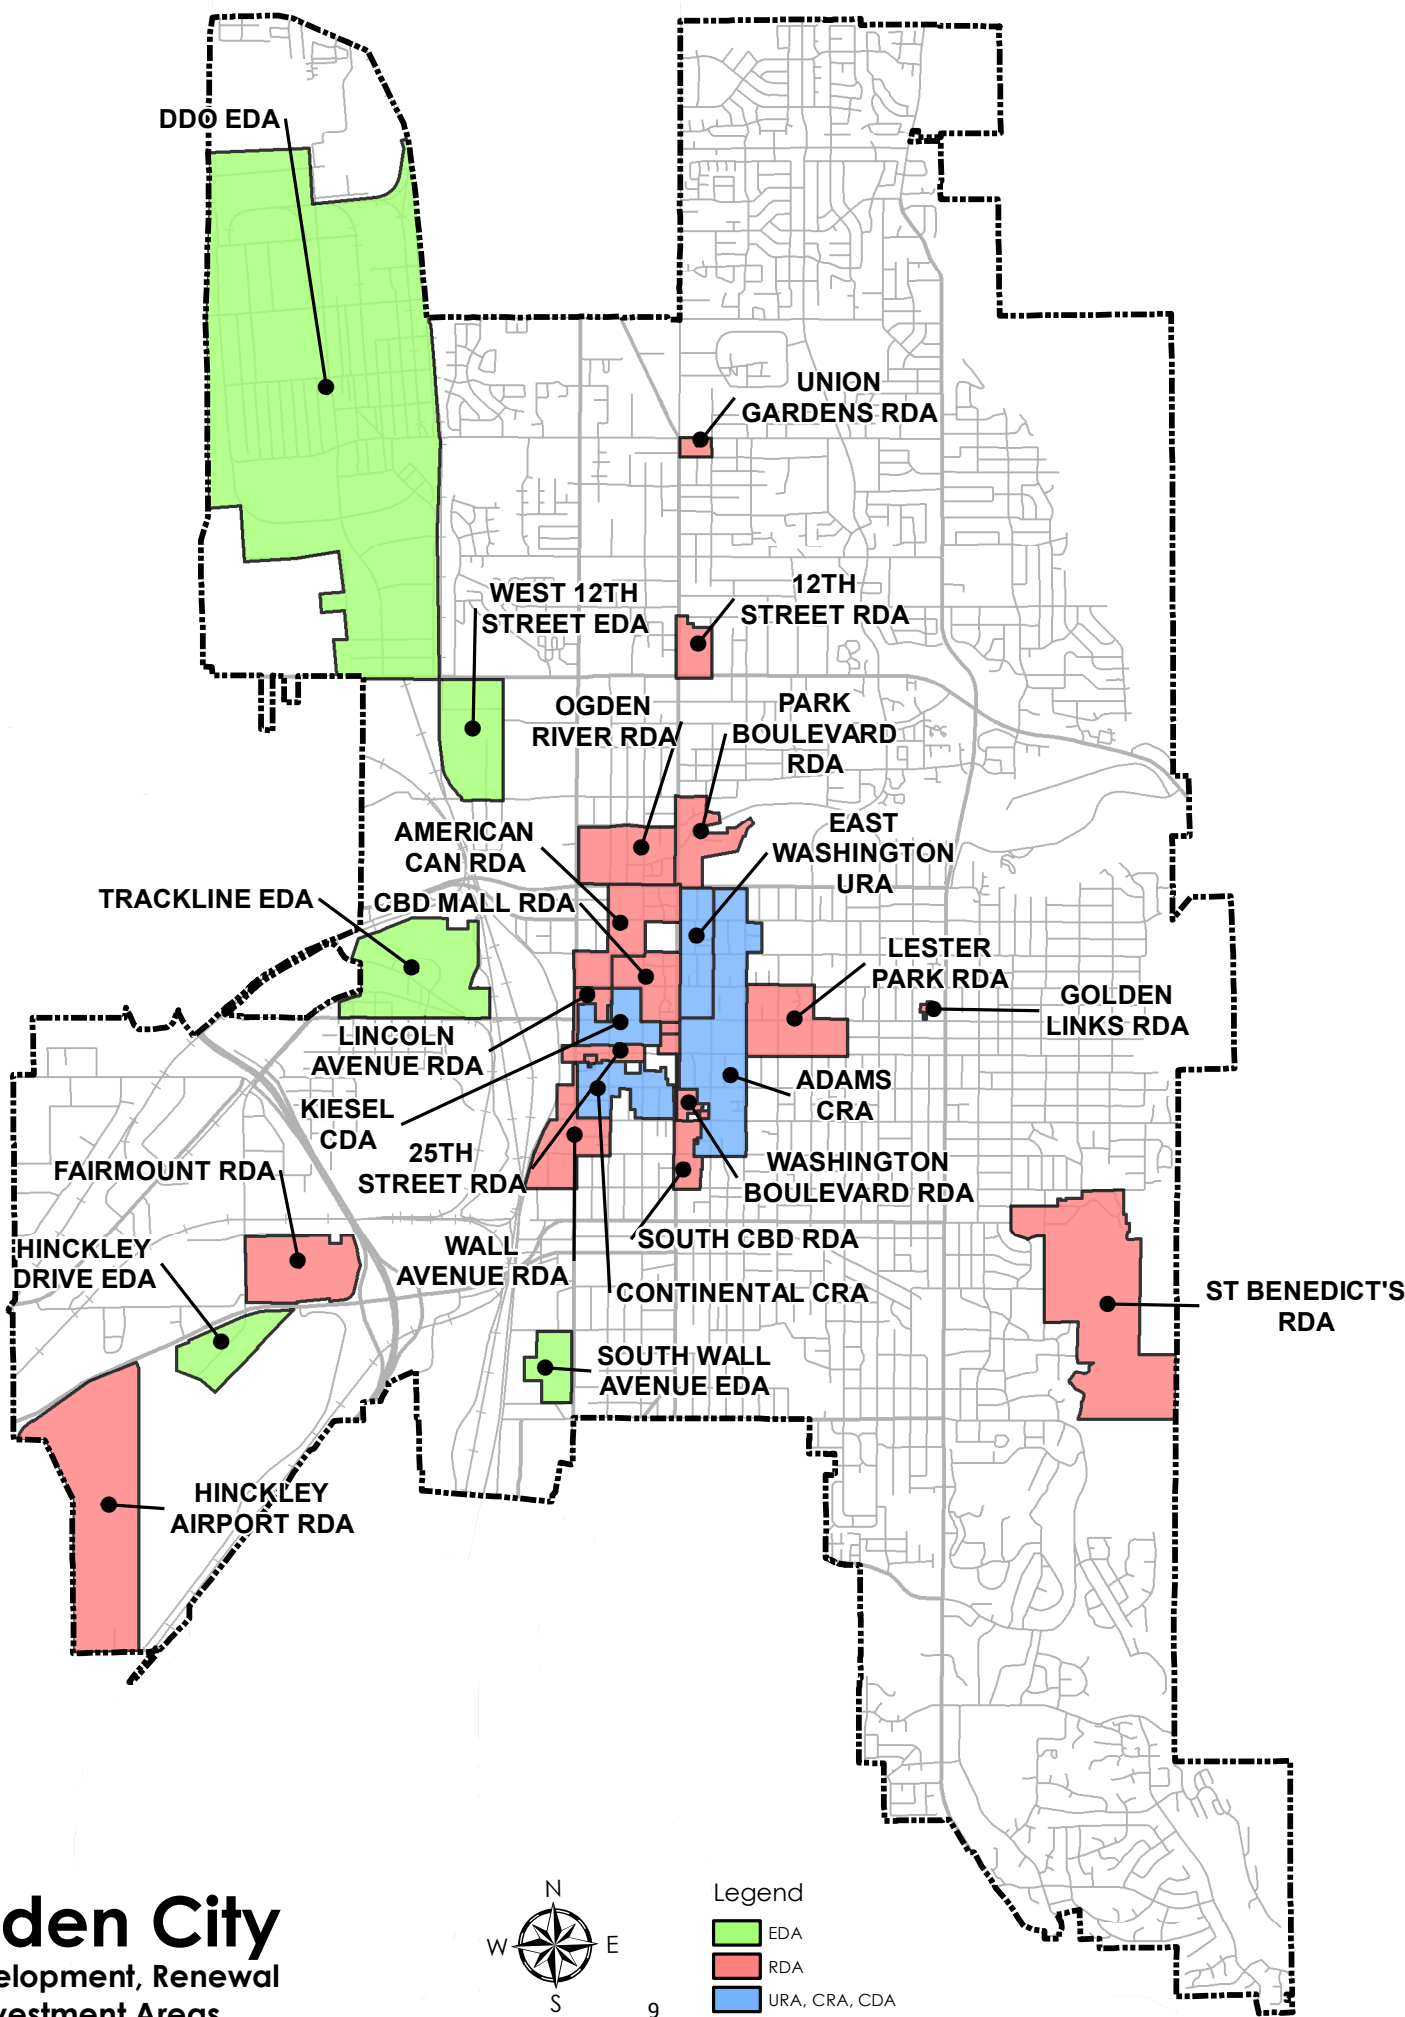 DDO EDA
UNION
GARDENS RDA
WEST 12TH
STREET EDA
12TH
STREET RDA
OGDEN
RIVER RDA
PARK
BOULEVARD
RDA
AMERICAN
CAN RDA
EAST
WASHINGTON
URA
TRACKLINE EDA
CBD MALL RDA
LESTER
PARK RDA
GOLDEN
LINKS RDA
LINCOLN
AVENUE RDA
KIESEL
CDA
ADAMS
CRA
25TH
STREET RDA
FAIRMOUNT RDA
WASHINGTON
BOULEVARD RDA
HINCKLEY
DRIVE EDA
WALL
AVENUE RDA
SOUTH CBD RDA
CONTINENTAL CRA
ST BENEDICT'S
RDA
SOUTH WALL
AVENUE EDA
HINCKLEY
AIRPORT RDA
den City
elopment, Renewal
vestment Areas
N
W
E
S
9
Legend
EDA
RDA
URA, CRA, CDA